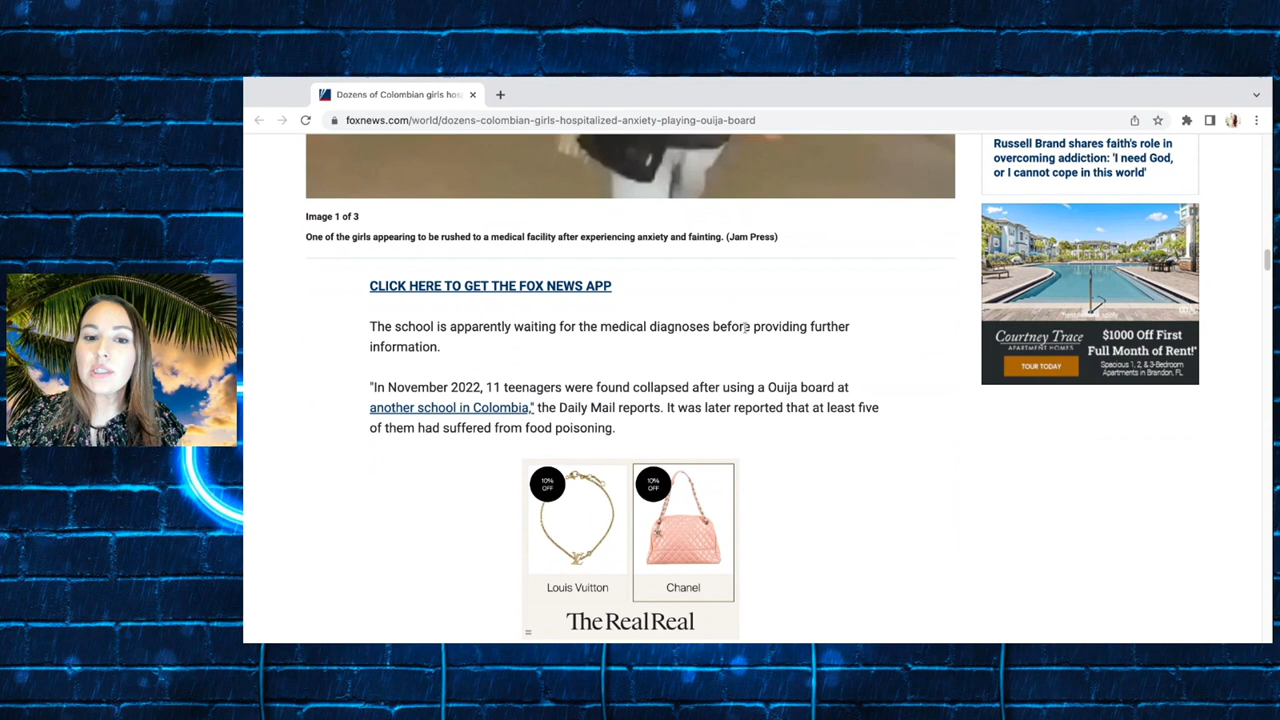 Dozens of Colombian girls hosp
foxnews.com/world/dozens-colombian-girls-hospitalized-anxiety-playing-ouija-board
Image 1 of 3
One of the girls appearing to be rushed to a medical facility after experiencing anxiety and fainting. (Jam Press)
CLICK HERE TO GET THE FOX NEWS APP
The school is apparently waiting for the medical diagnoses before providing further
information.
"In November 2022, 11 teenagers were found collapsed after using a Ouija board at
another school in Colombia," the Daily Mail reports. It was later reported that at least five
of them had suffered from food poisoning.
10%
OFF
Louis Vuitton
10%
OFF
Chanel
TheRealReal
Russell Brand shares faith's role in
overcoming addiction: 'I need God,
or I cannot cope in this world'
Courtney Trace
APARTMENT HOMES
TOUR TODAY
$1000 Off First
Full Month of Rent!*
Spacious 1, 2, & 3-Bedroom
Apartments in Brandon, FL